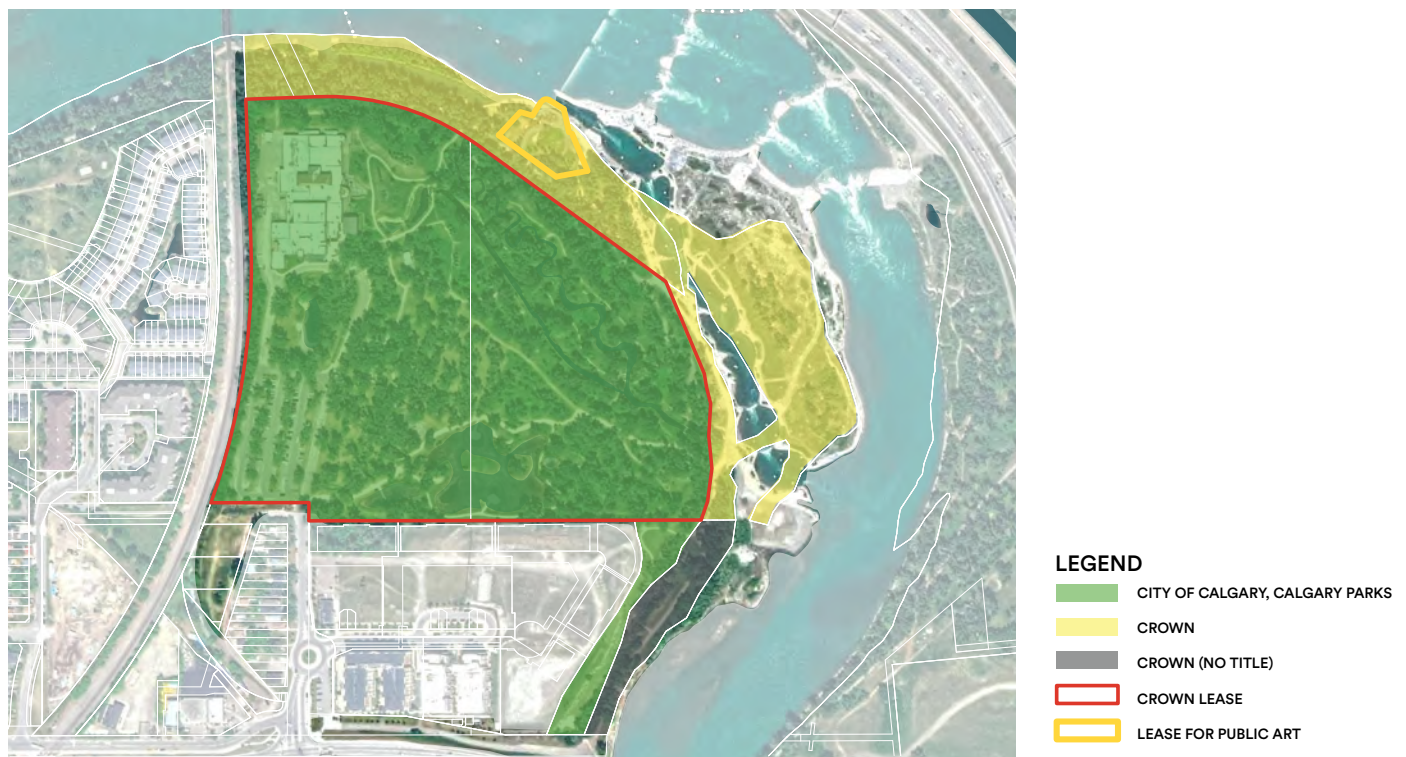 LEGEND
CITY OF CALGARY, CALGARY PARKS
CROWN
CROWN (NO TITLE)
CROWN LEASE
LEASE FOR PUBLIC ART